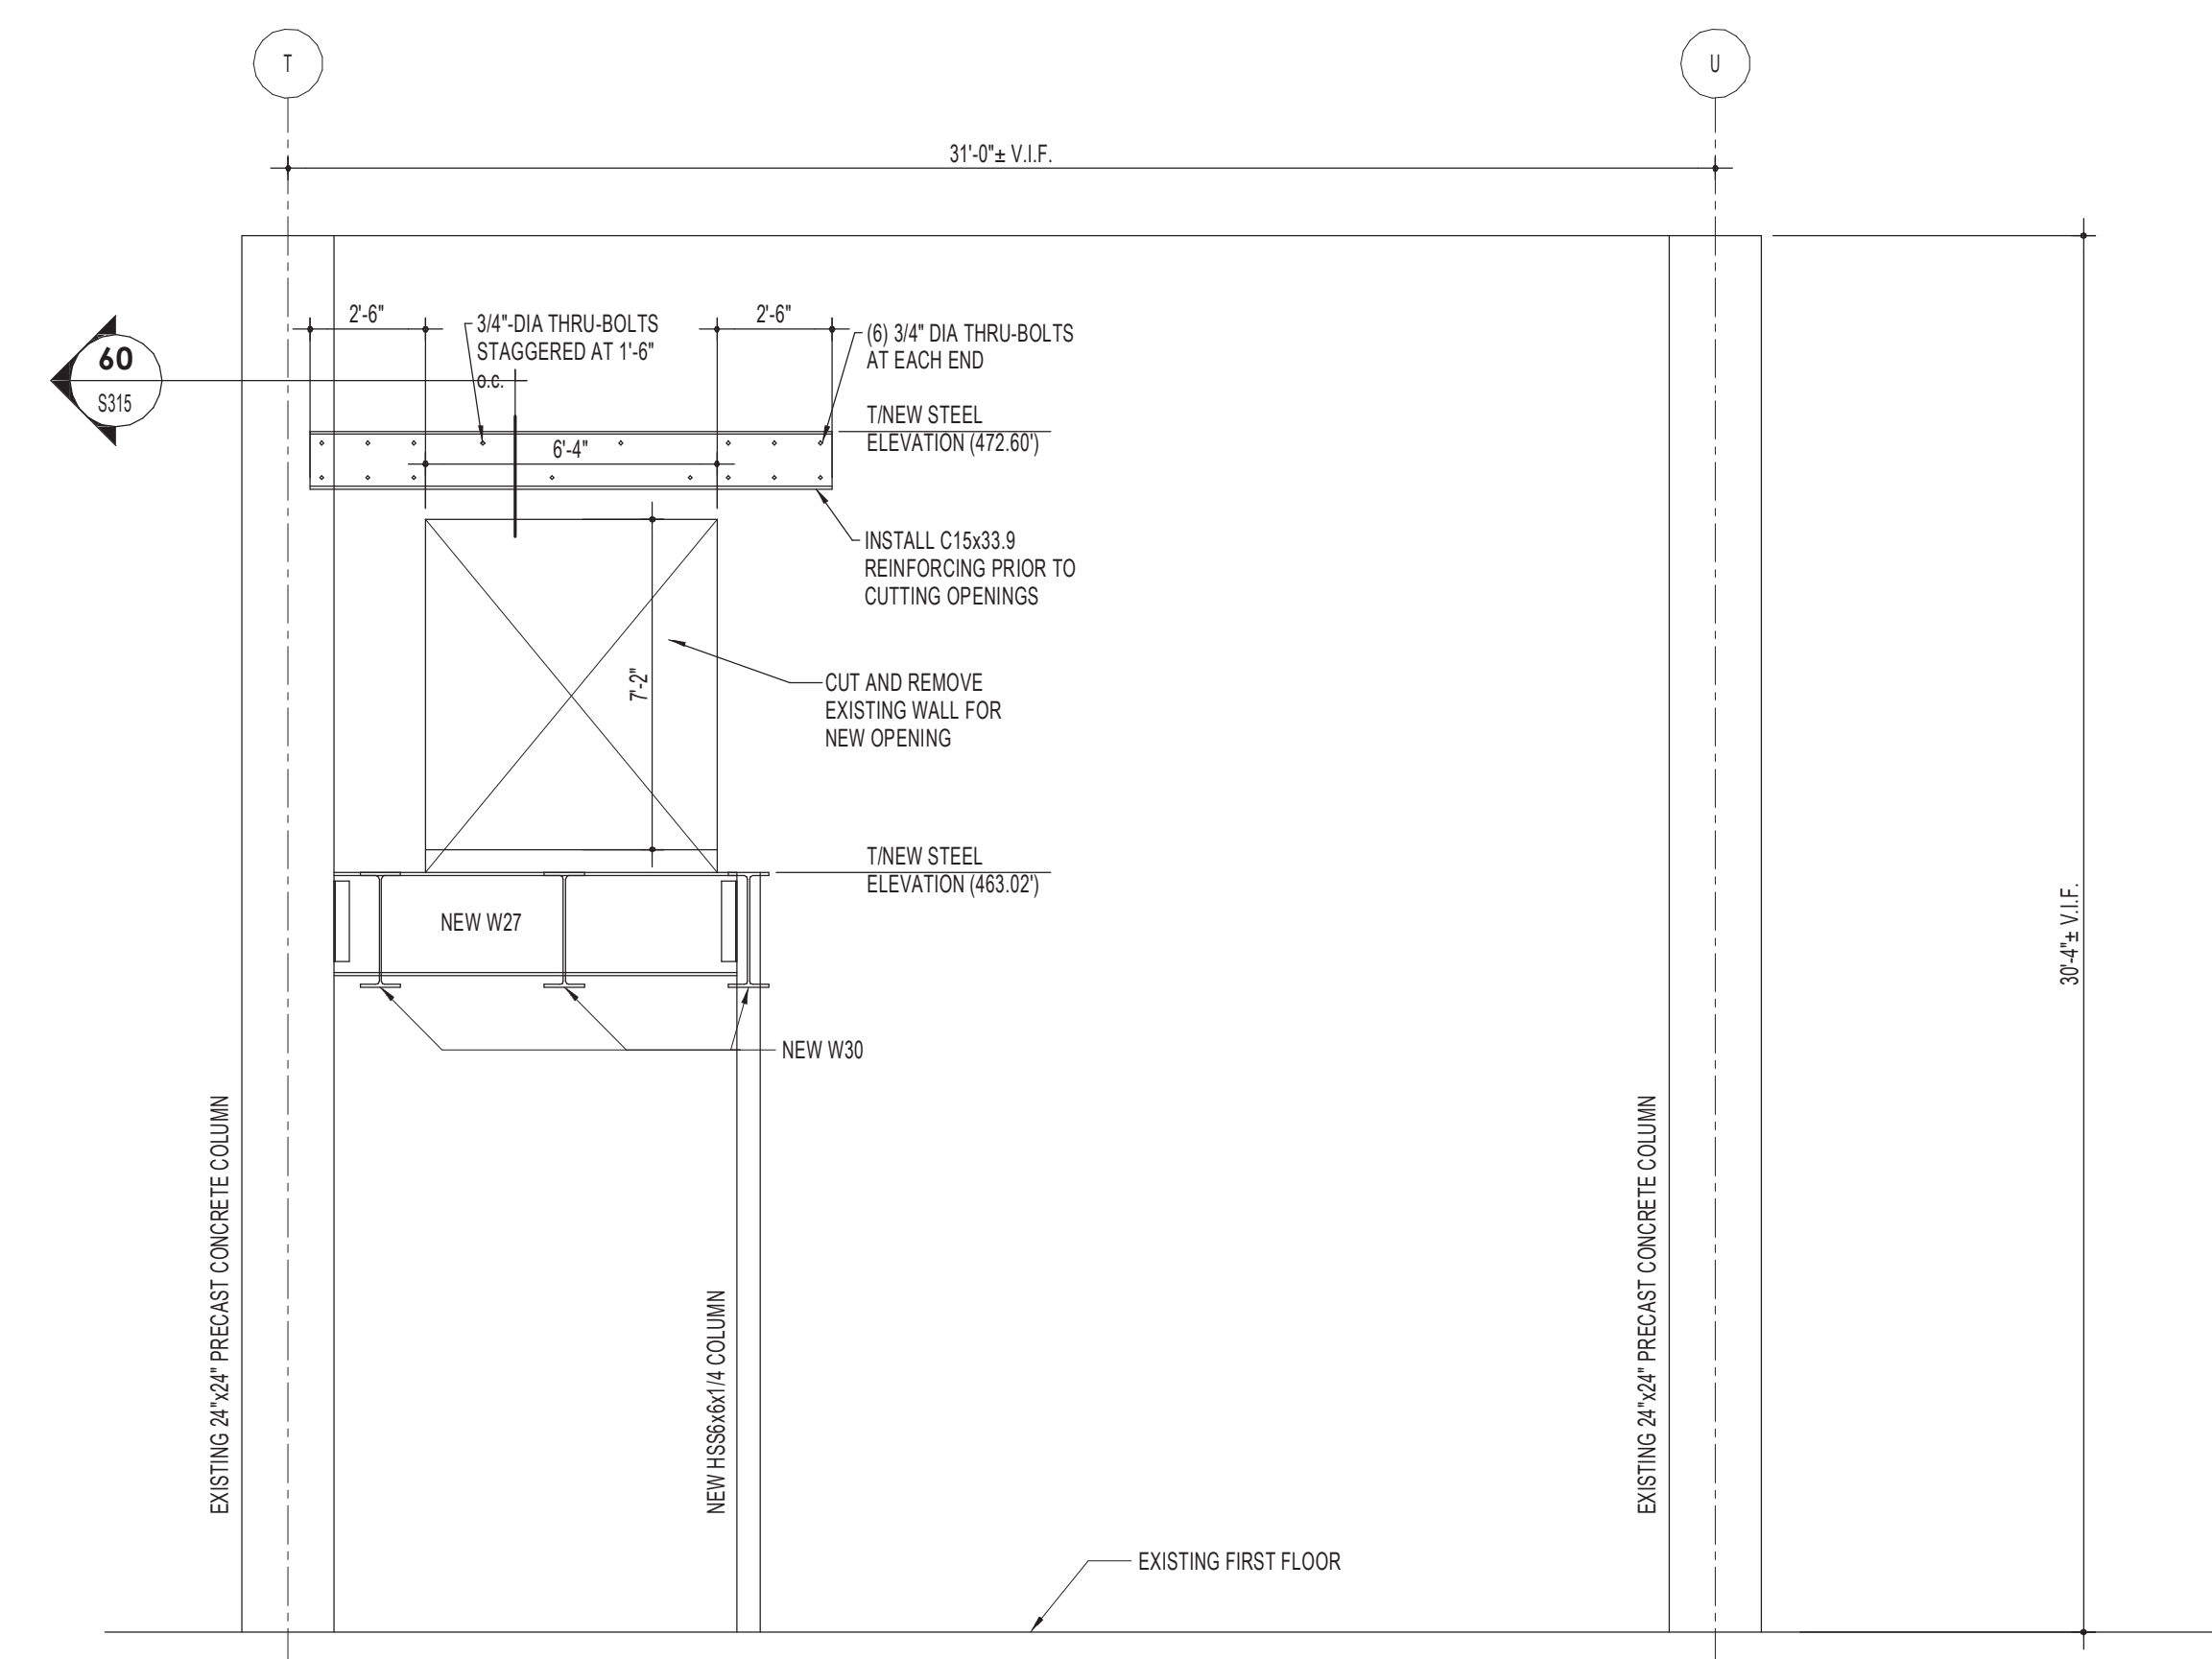 T
U
31'-0"± V.I.F.
2'-6"
3/4"-DIA THRU-BOLTS
STAGGERED AT 1'-6"
o.c.
2'-6"
(6) 3/4" DIA THRU-BOLTS
AT EACH END
60
S315
T/NEW STEEL
ELEVATION (472.60')
6'-4"
INSTALL C15x33.9
REINFORCING PRIOR TO
CUTTING OPENINGS
7'-2"
CUT AND REMOVE
EXISTING WALL FOR
NEW OPENING
T/NEW STEEL
ELEVATION (463.02')
NEW W27
30'-4"± V.I.F.
NEW W30
EXISTING 24"x24" PRECAST CONCRETE COLUMN
NEW HSS6x6x1/4 COLUMN
EXISTING 24"x24" PRECAST CONCRETE COLUMN
EXISTING FIRST FLOOR